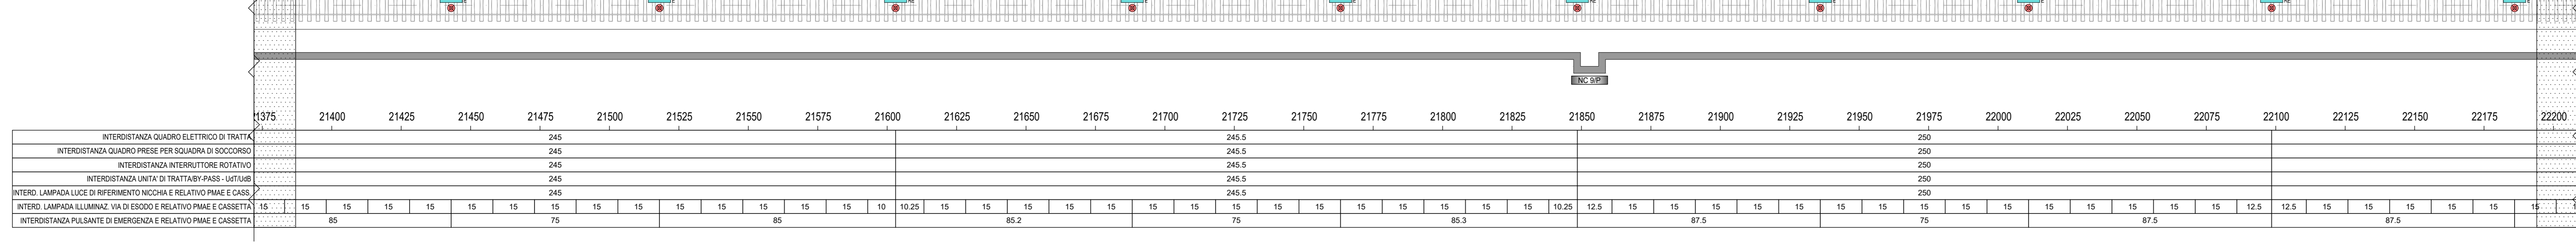 E E RE E E RE E E RE E
NC 9/P
21375 21400 21425 21450 21475 21500 21525 21550 21575 21600 21625 21650 21675 21700 21725 21750 21775 21800 21825 21850 21875 21900 21925 21950 21975 22000 22025 22050 22075 22100 22125 22150 22175 22200
INTERDISTANZA QUADRO ELETTRICO DI TRATTA 245 245.5 250
INTERDISTANZA QUADRO PRESE PER SQUADRA DI SOCCORSO 245 245.5 250
INTERDISTANZA INTERRUTTORE ROTATIVO 245 245.5 250
INTERDISTANZA UNITA' DI TRATTA/BY-PASS - UdT/UdB 245 245.5 250
INTERD. LAMPADA LUCE DI RIFERIMENTO NICCHIA E RELATIVO PMAE E CASS. 245 245.5 250
INTERD. LAMPADA ILLUMINAZ. VIA DI ESODO E RELATIVO PMAE E CASSETTA 15 15 15 15 15 15 15 15 15 15 15 15 15 15 10 10.25 15 15 15 15 15 15 15 15 15 15 15 15 15 15 15 10.25 12.5 15 15 15 15 15 15 15 15 15 15 15 15 15 15 15 12.5 12.5 15 15 15 15 15 15
INTERDISTANZA PULSANTE DI EMERGENZA E RELATIVO PMAE E CASSETTA 85 75 85 85.2 75 85.3 87.5 75 87.5 87.5